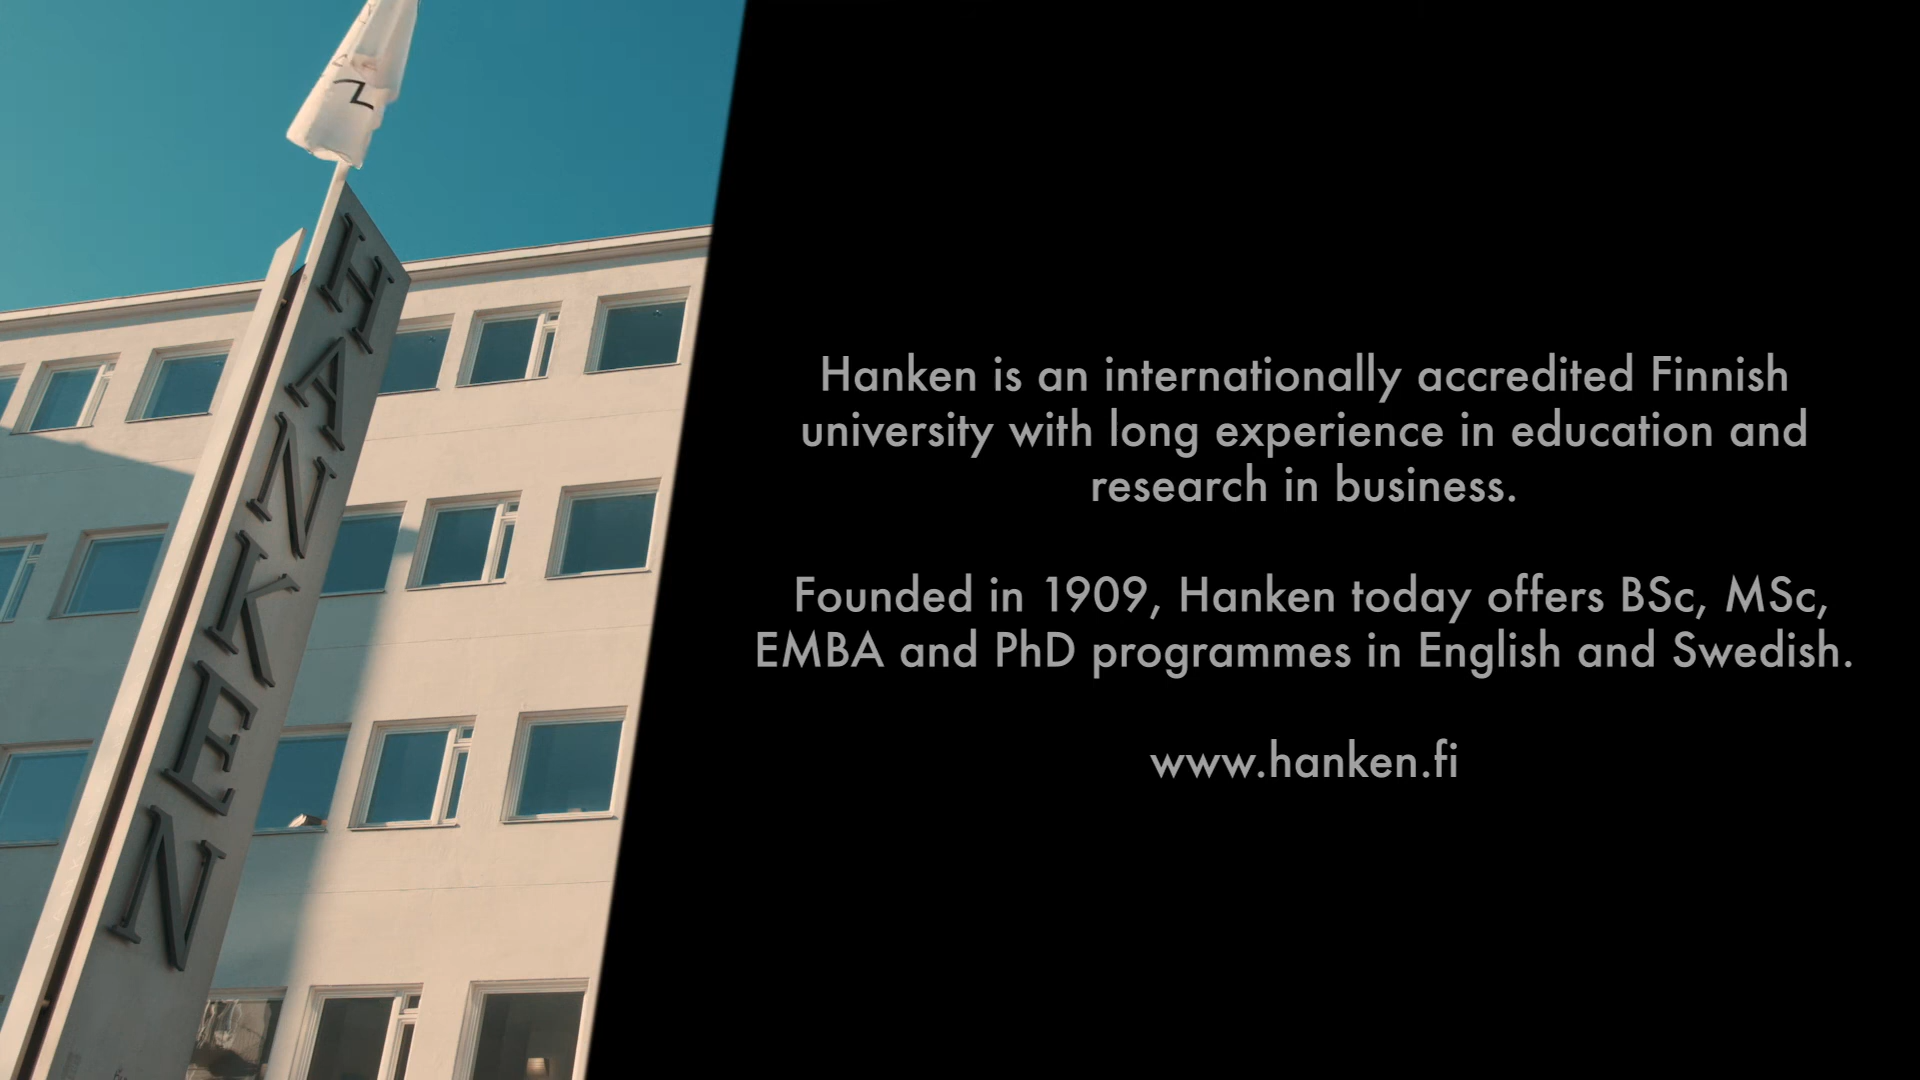 HANKEN
Hanken is an internationally accredited Finnish
university with long experience in education and
research in business.
Founded in 1909, Hanken today offers BSc, MSc,
EMBA and PhD programmes in English and Swedish.
www.hanken.fi